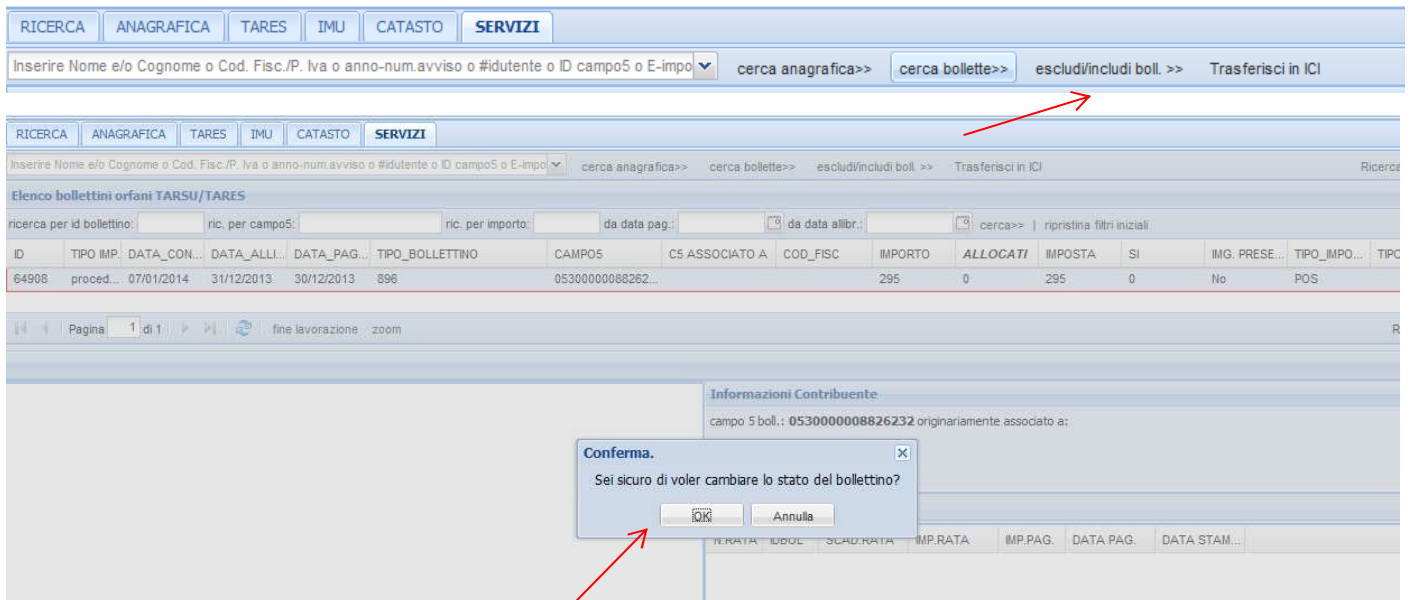 RICERCA ANAGRAFICA TARES IMU CATASTO SERVIZI
Inserire Nome e/o Cognome o Cod. Fisc./P. Iva o anno-num.avviso o #idutente o ID campo5 o E-impo cerca anagrafica>> cerca bollette>> escludi/includi boll. >> Trasferisci in ICI
RICERCA ANAGRAFICA TARES IMU CATASTO SERVIZI
Inserire Nome e/o Cognome o Cod. Fisc./P. Iva o anno-num.avviso o #idutente o ID campo5 o E-impo cerca anagrafica>> cerca bollette>> escludi/includi boll. >> Trasferisci in ICI Ricerca
Elenco bollettini orfani TARSU/TARES
ricerca per id bollettino: ric. per campo5: ric. per importo: da data pag.: da data allibr.: cerca>> | ripristina filtri iniziali
ID TIPO IMP. DATA_CON... DATA_ALLI... DATA_PAG... TIPO_BOLLETTINO CAMPO5 C5 ASSOCIATO A COD_FISC IMPORTO ALLOCATI IMPOSTA SI IMG. PRESE... TIPO_IMPO... TIPO
64908 proced... 07/01/2014 31/12/2013 30/12/2013 896 05300000088262... 295 0 295 0 No POS
Pagina 1 di 1 fine lavorazione zoom R
Informazioni Contribuente
campo 5 boll.: 0530000008826232 originariamente associato a:
Conferma.
Sei sicuro di voler cambiare lo stato del bollettino?
OK Annulla
N.RATA IDBOL SCAD.RATA IMP.RATA IMP.PAG. DATA PAG. DATA STAM...